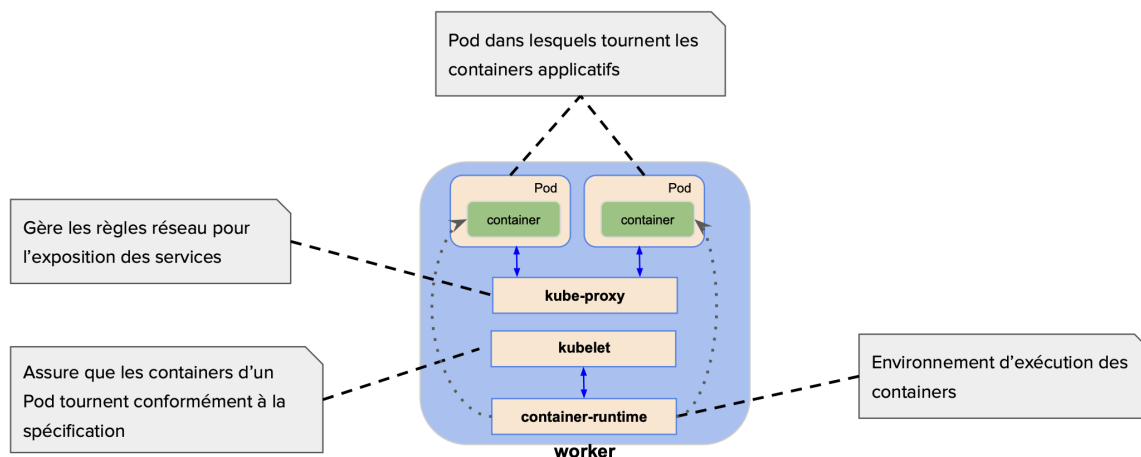 Pod dans lesquels tournent les
containers applicatifs
Pod
Pod
container
container
Gère les règles réseau pour
l’exposition des services
kube-proxy
kubelet
Assure que les containers d’un
Pod tournent conformément à la
spécification
Environnement d’exécution des
containers
container-runtime
worker